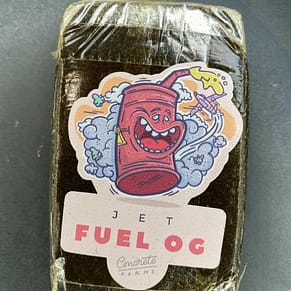 JET
FUEL OG
Concrete
FARMS